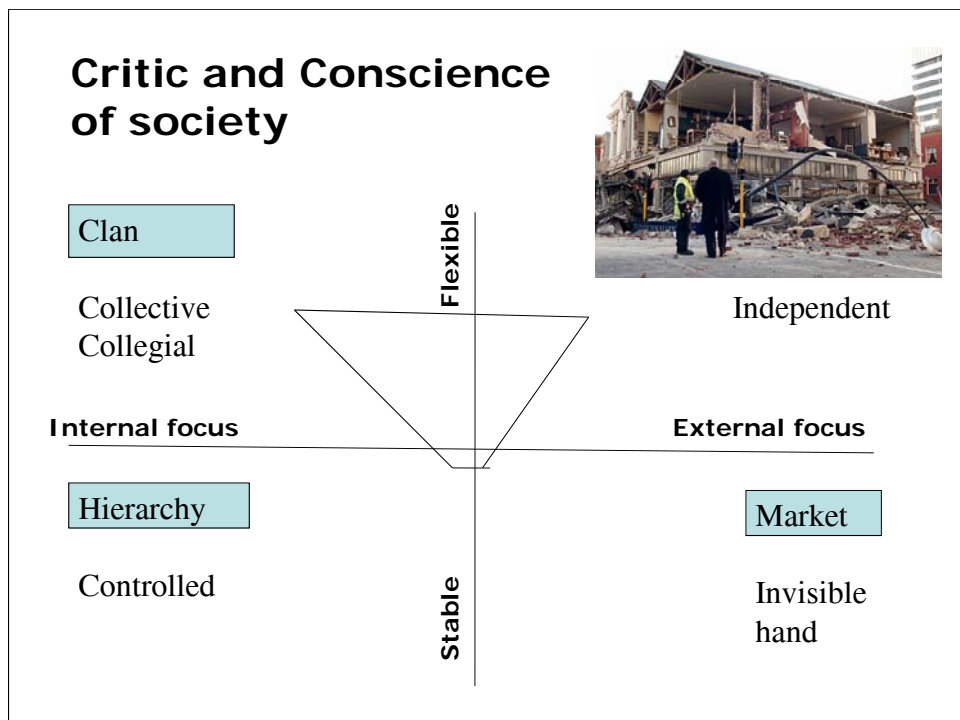 Critic and Conscience
of society
Clan
Flexible
Collective
Collegial
Independent
Internal focus
External focus
Hierarchy
Market
Controlled
Stable
Invisible
hand